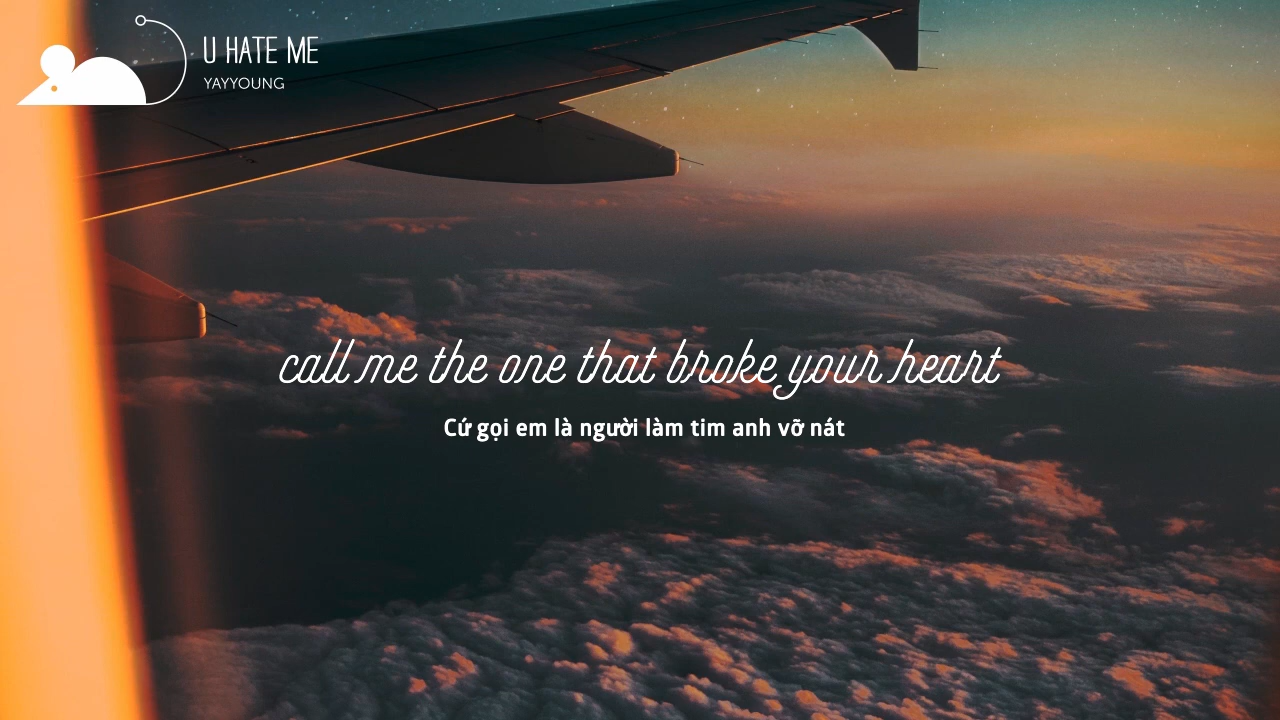 U HATE ME
YAYYOUNG
call me the one that broke your heart
Cứ gọi em là người làm tim anh vỡ nát